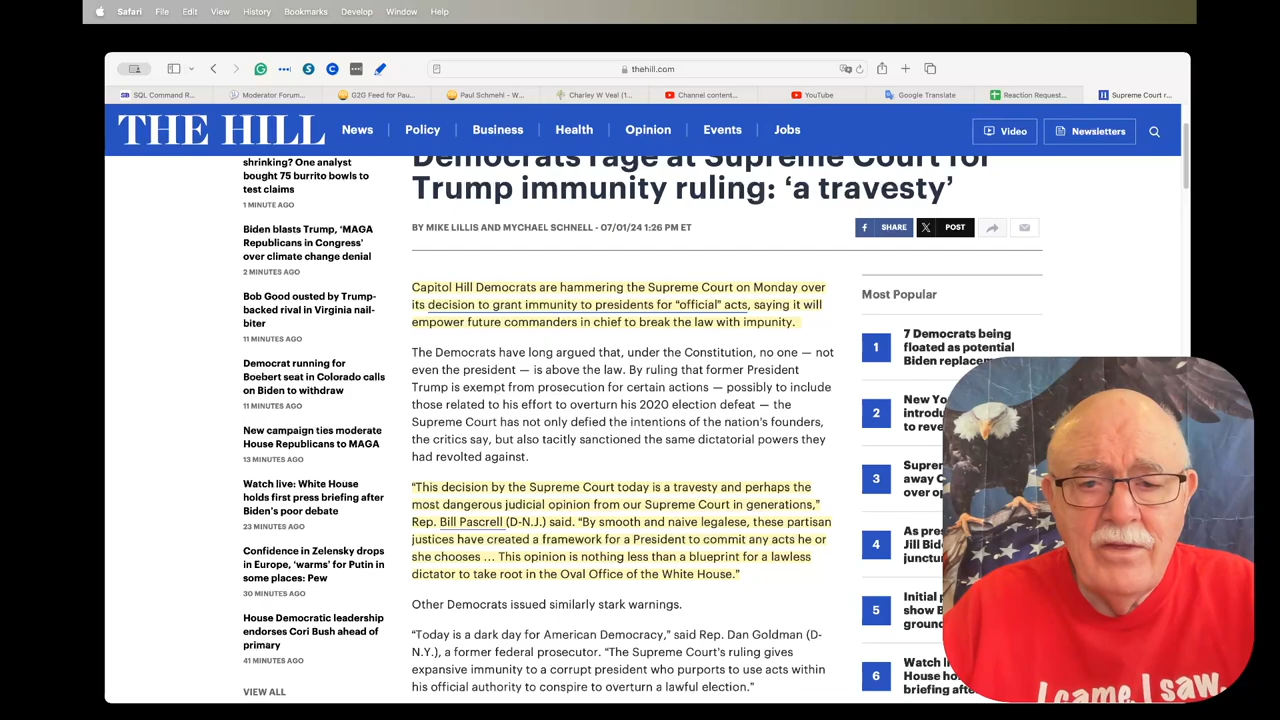 Safari File Edit View History Bookmarks Develop Window Help
thehill.com
SQL Command R...
Moderator Forum...
G2G Feed for Pau...
Paul Schmehl - W...
Charley W Veal (1...
Channel content...
YouTube
Google Translate
Reaction Request...
Supreme Court r...
THE HILL
News
Policy
Business
Health
Opinion
Events
Jobs
Video
Newsletters
shrinking? One analyst
bought 75 burrito bowls to
test claims
1 MINUTE AGO
Biden blasts Trump, ‘MAGA
Republicans in Congress’
over climate change denial
2 MINUTES AGO
Bob Good ousted by Trump-
backed rival in Virginia nail-
biter
11 MINUTES AGO
Democrat running for
Boebert seat in Colorado calls
on Biden to withdraw
11 MINUTES AGO
New campaign ties moderate
House Republicans to MAGA
13 MINUTES AGO
Watch live: White House
holds first press briefing after
Biden’s poor debate
23 MINUTES AGO
Confidence in Zelensky drops
in Europe, ‘warms’ for Putin in
some places: Pew
30 MINUTES AGO
House Democratic leadership
endorses Cori Bush ahead of
primary
41 MINUTES AGO
VIEW ALL
Democrats rage at Supreme Court for
Trump immunity ruling: ‘a travesty’
BY MIKE LILLIS AND MYCHAEL SCHNELL - 07/01/24 1:26 PM ET
SHARE
POST
Capitol Hill Democrats are hammering the Supreme Court on Monday over
its decision to grant immunity to presidents for “official” acts, saying it will
empower future commanders in chief to break the law with impunity.
The Democrats have long argued that, under the Constitution, no one — not
even the president — is above the law. By ruling that former President
Trump is exempt from prosecution for certain actions — possibly to include
those related to his effort to overturn his 2020 election defeat — the
Supreme Court has not only defied the intentions of the nation’s founders,
the critics say, but also tacitly sanctioned the same dictatorial powers they
had revolted against.
“This decision by the Supreme Court today is a travesty and perhaps the
most dangerous judicial opinion from our Supreme Court in generations,”
Rep. Bill Pascrell (D-N.J.) said. “By smooth and naive legalese, these partisan
justices have created a framework for a President to commit any acts he or
she chooses … This opinion is nothing less than a blueprint for a lawless
dictator to take root in the Oval Office of the White House.”
Other Democrats issued similarly stark warnings.
“Today is a dark day for American Democracy,” said Rep. Dan Goldman (D-
N.Y.), a former federal prosecutor. “The Supreme Court’s ruling gives
expansive immunity to a corrupt president who purports to use acts within
his official authority to conspire to overturn a lawful election.”
Most Popular
1
7 Democrats being
floated as potential
Biden
2
New
3
away
over
4
As
Jill
5
Initial
show
6
Watch
House
briefing
I came, I saw,